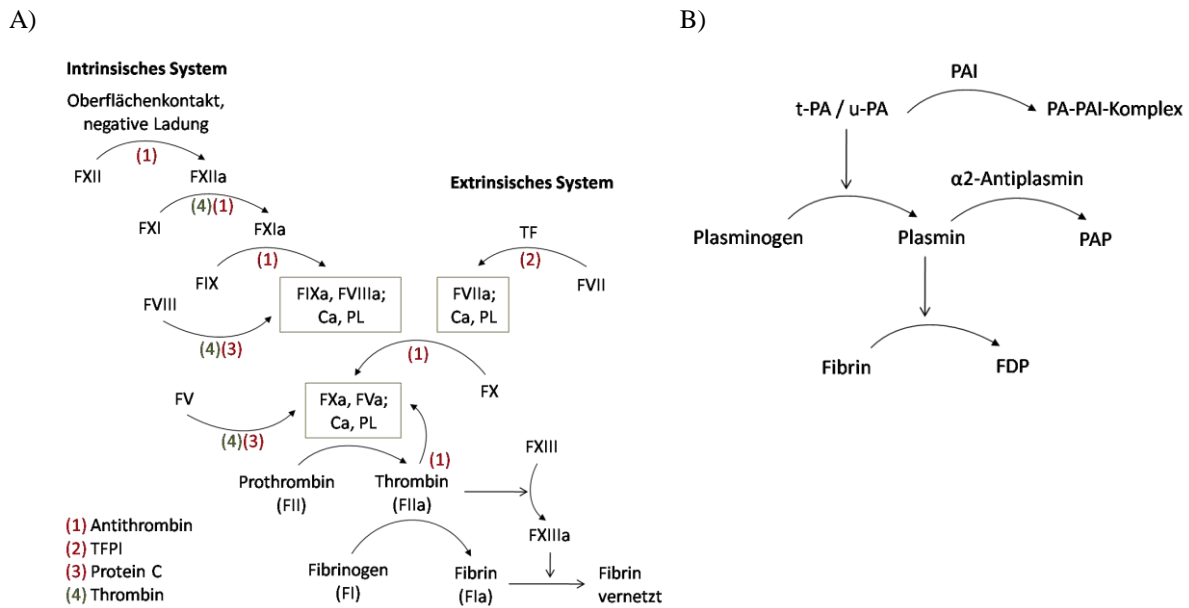 A)
Intrinsisches System
Oberflächenkontakt,
negative Ladung
(1)
FXII
FXIIa
(4)(1)
FXI
FXIa
(1)
FIX
FVIII
FIXa, FVIIIa;
Ca, PL
(4)(3)
Extrinsisches System
TF
(2)
FVII
FVIIa;
Ca, PL
(1)
FX
FV
FXa, FVa;
Ca, PL
(4)(3)
(1)
Prothrombin
(FII)
Thrombin
(FIIa)
FXIII
FXIIIa
Fibrinogen
(FI)
Fibrin
(FIa)
Fibrin
vernetzt
(1) Antithrombin
(2) TFPI
(3) Protein C
(4) Thrombin
B)
PAI
t-PA / u-PA
PA-PAI-Komplex
α2-Antiplasmin
Plasminogen
Plasmin
PAP
Fibrin
FDP